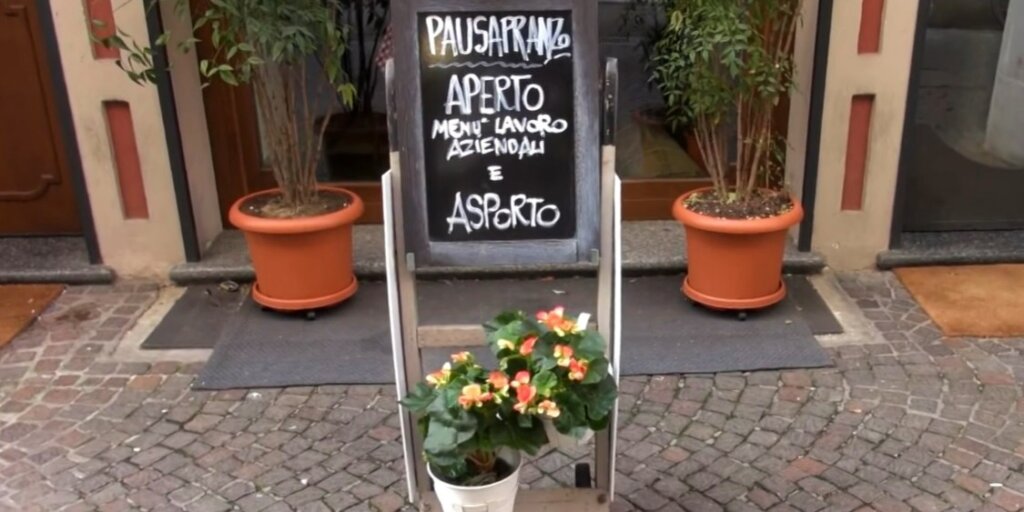 PAUSAPRANZO
APERTO
MENU" LAVORO
AZIENDALI
E
ASPORTO